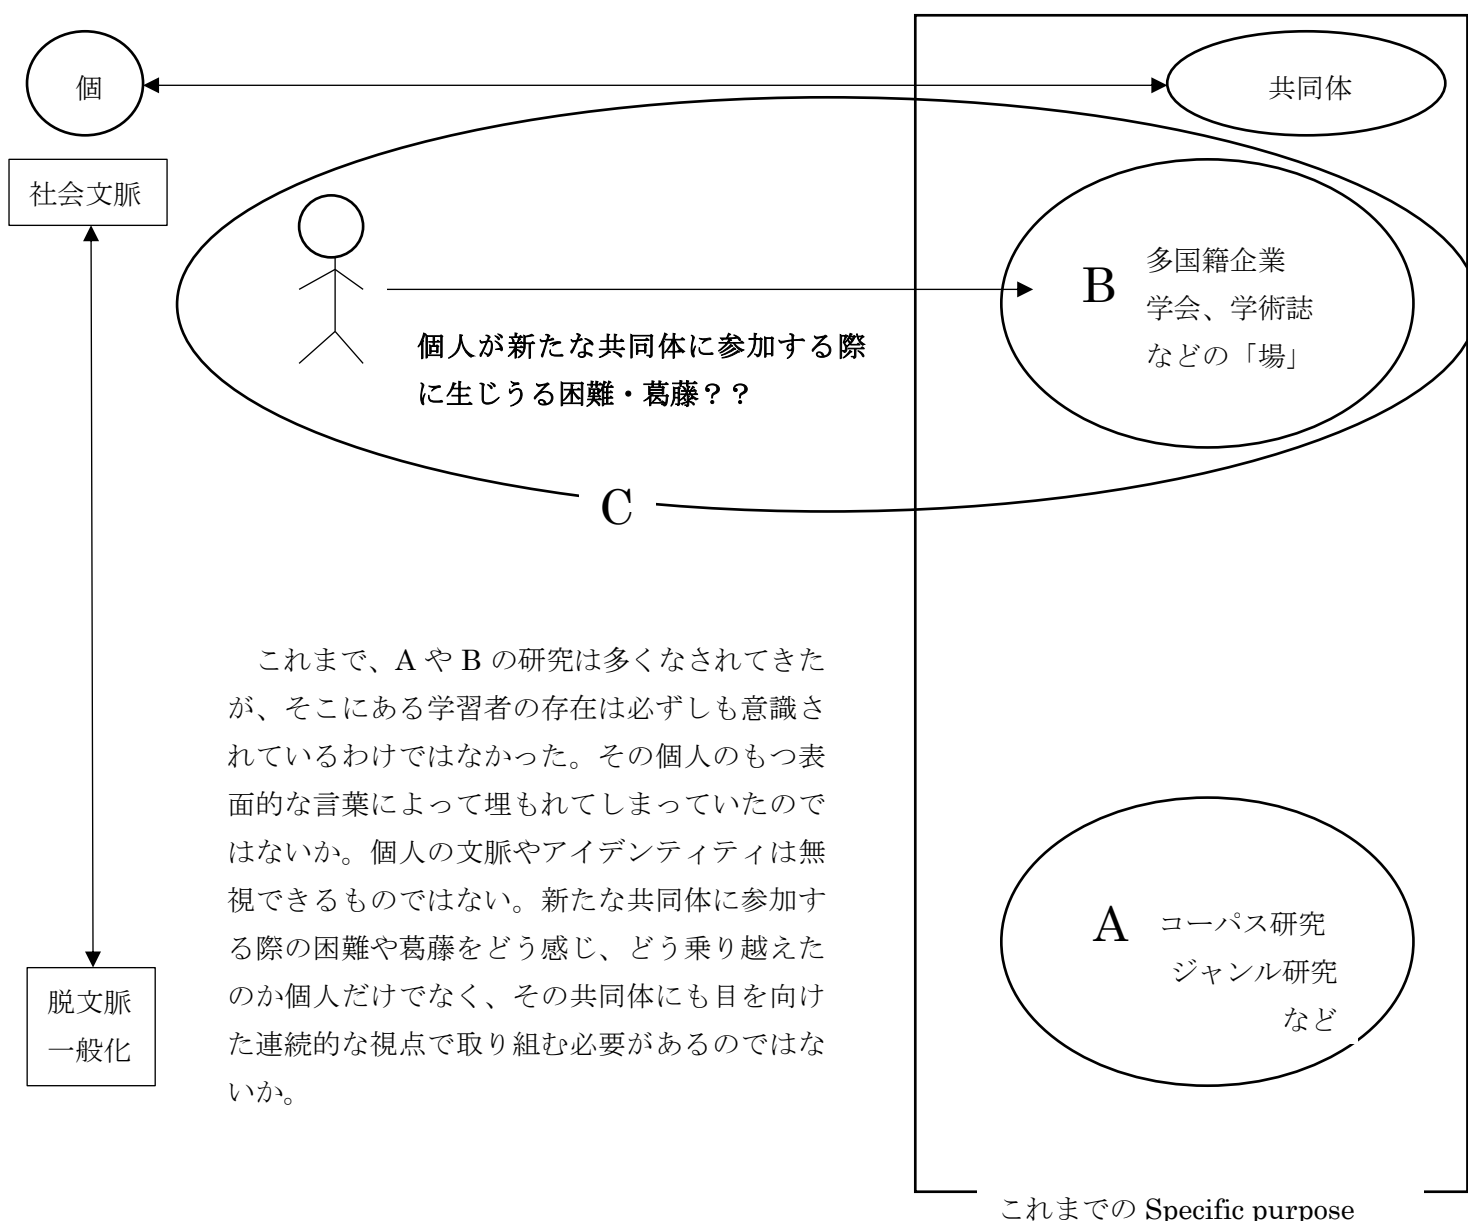 個
共同体
社会文脈
B
多国籍企業
学会、学術誌
などの「場」
個人が新たな共同体に参加する際
に生じうる困難・葛藤？？
C
これまで、A や B の研究は多くなされてきた
が、そこにある学習者の存在は必ずしも意識さ
れているわけではなかった。その個人のもつ表
面的な言葉によって埋もれてしまっていたので
はないか。個人の文脈やアイデンティティは無
視できるものではない。新たな共同体に参加す
る際の困難や葛藤をどう感じ、どう乗り越えた
のか個人だけでなく、その共同体にも目を向け
た連続的な視点で取り組む必要があるのではな
いか。
A
コーパス研究
ジャンル研究
など
脱文脈
一般化
これまでの Specific purpose